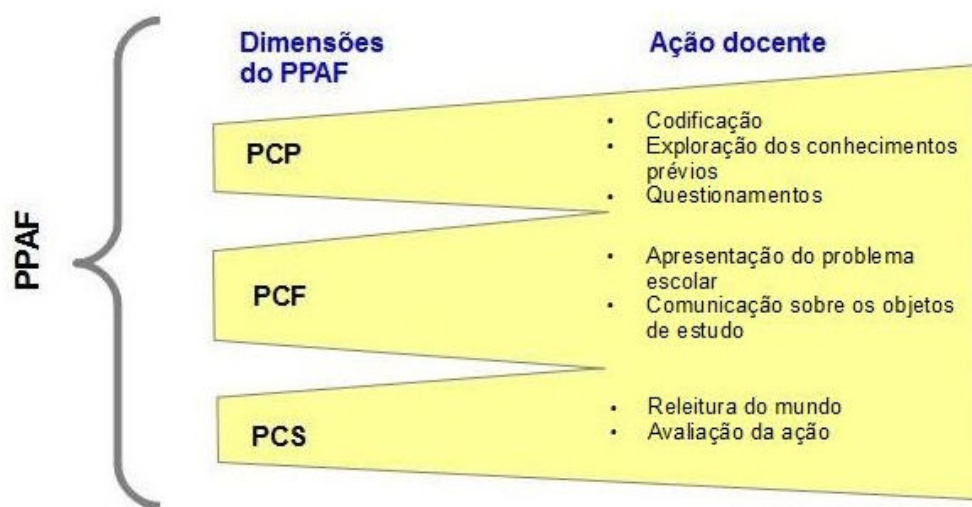 PPAF
Dimensões
do PPAF
Ação docente
PCP
• Codificação
• Exploração dos conhecimentos
prévios
• Questionamentos
PCF
• Apresentação do problema
escolar
• Comunicação sobre os objetos
de estudo
PCS
• Releitura do mundo
• Avaliação da ação